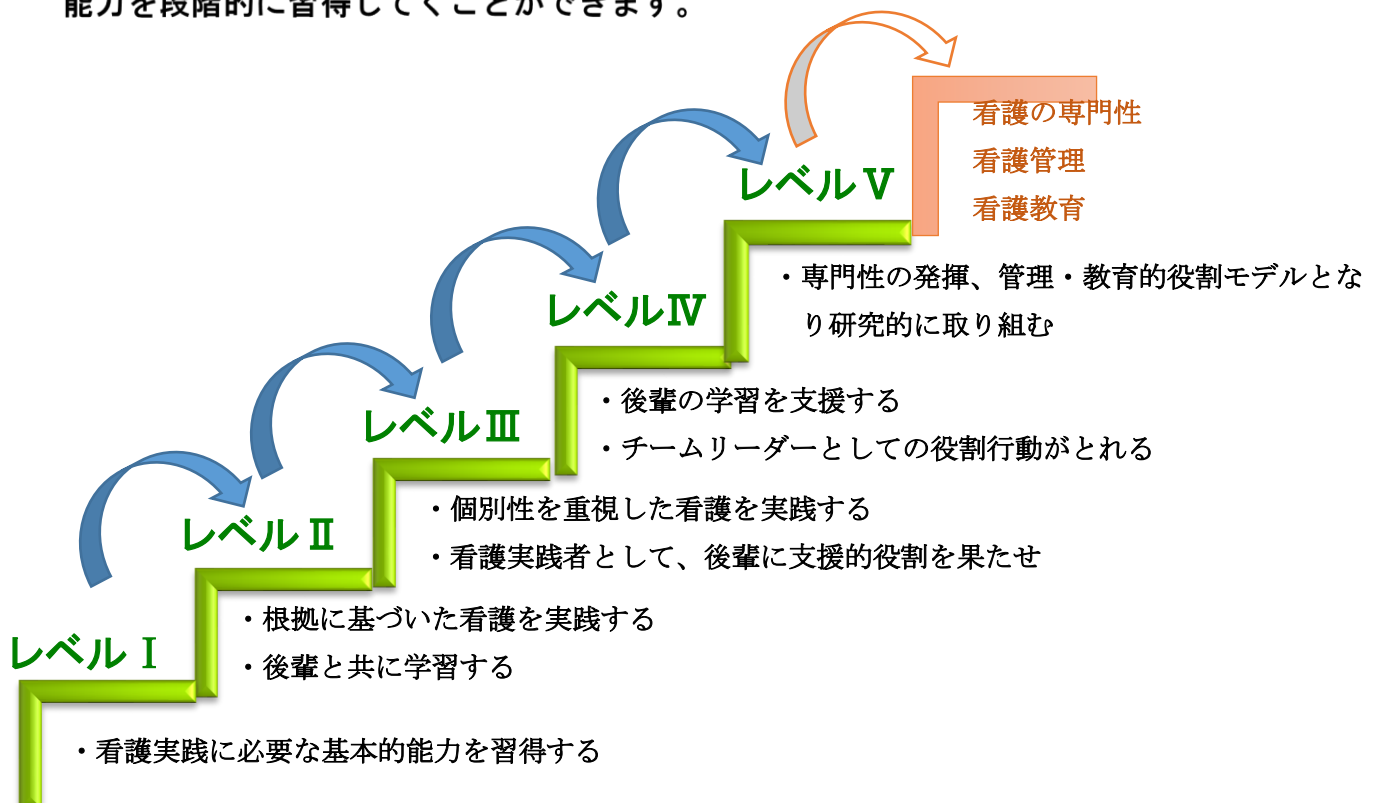 能力を段階的に習得してくことができます。
看護の専門性
看護管理
看護教育
レベルⅤ
・専門性の発揮、管理・教育的役割モデルとな
り研究的に取り組む
レベルⅣ
・後輩の学習を支援する
・チームリーダーとしての役割行動がとれる
レベルⅢ
・個別性を重視した看護を実践する
・看護実践者として、後輩に支援的役割を果たせ
レベルⅡ
・根拠に基づいた看護を実践する
・後輩と共に学習する
レベルⅠ
・看護実践に必要な基本的能力を習得する